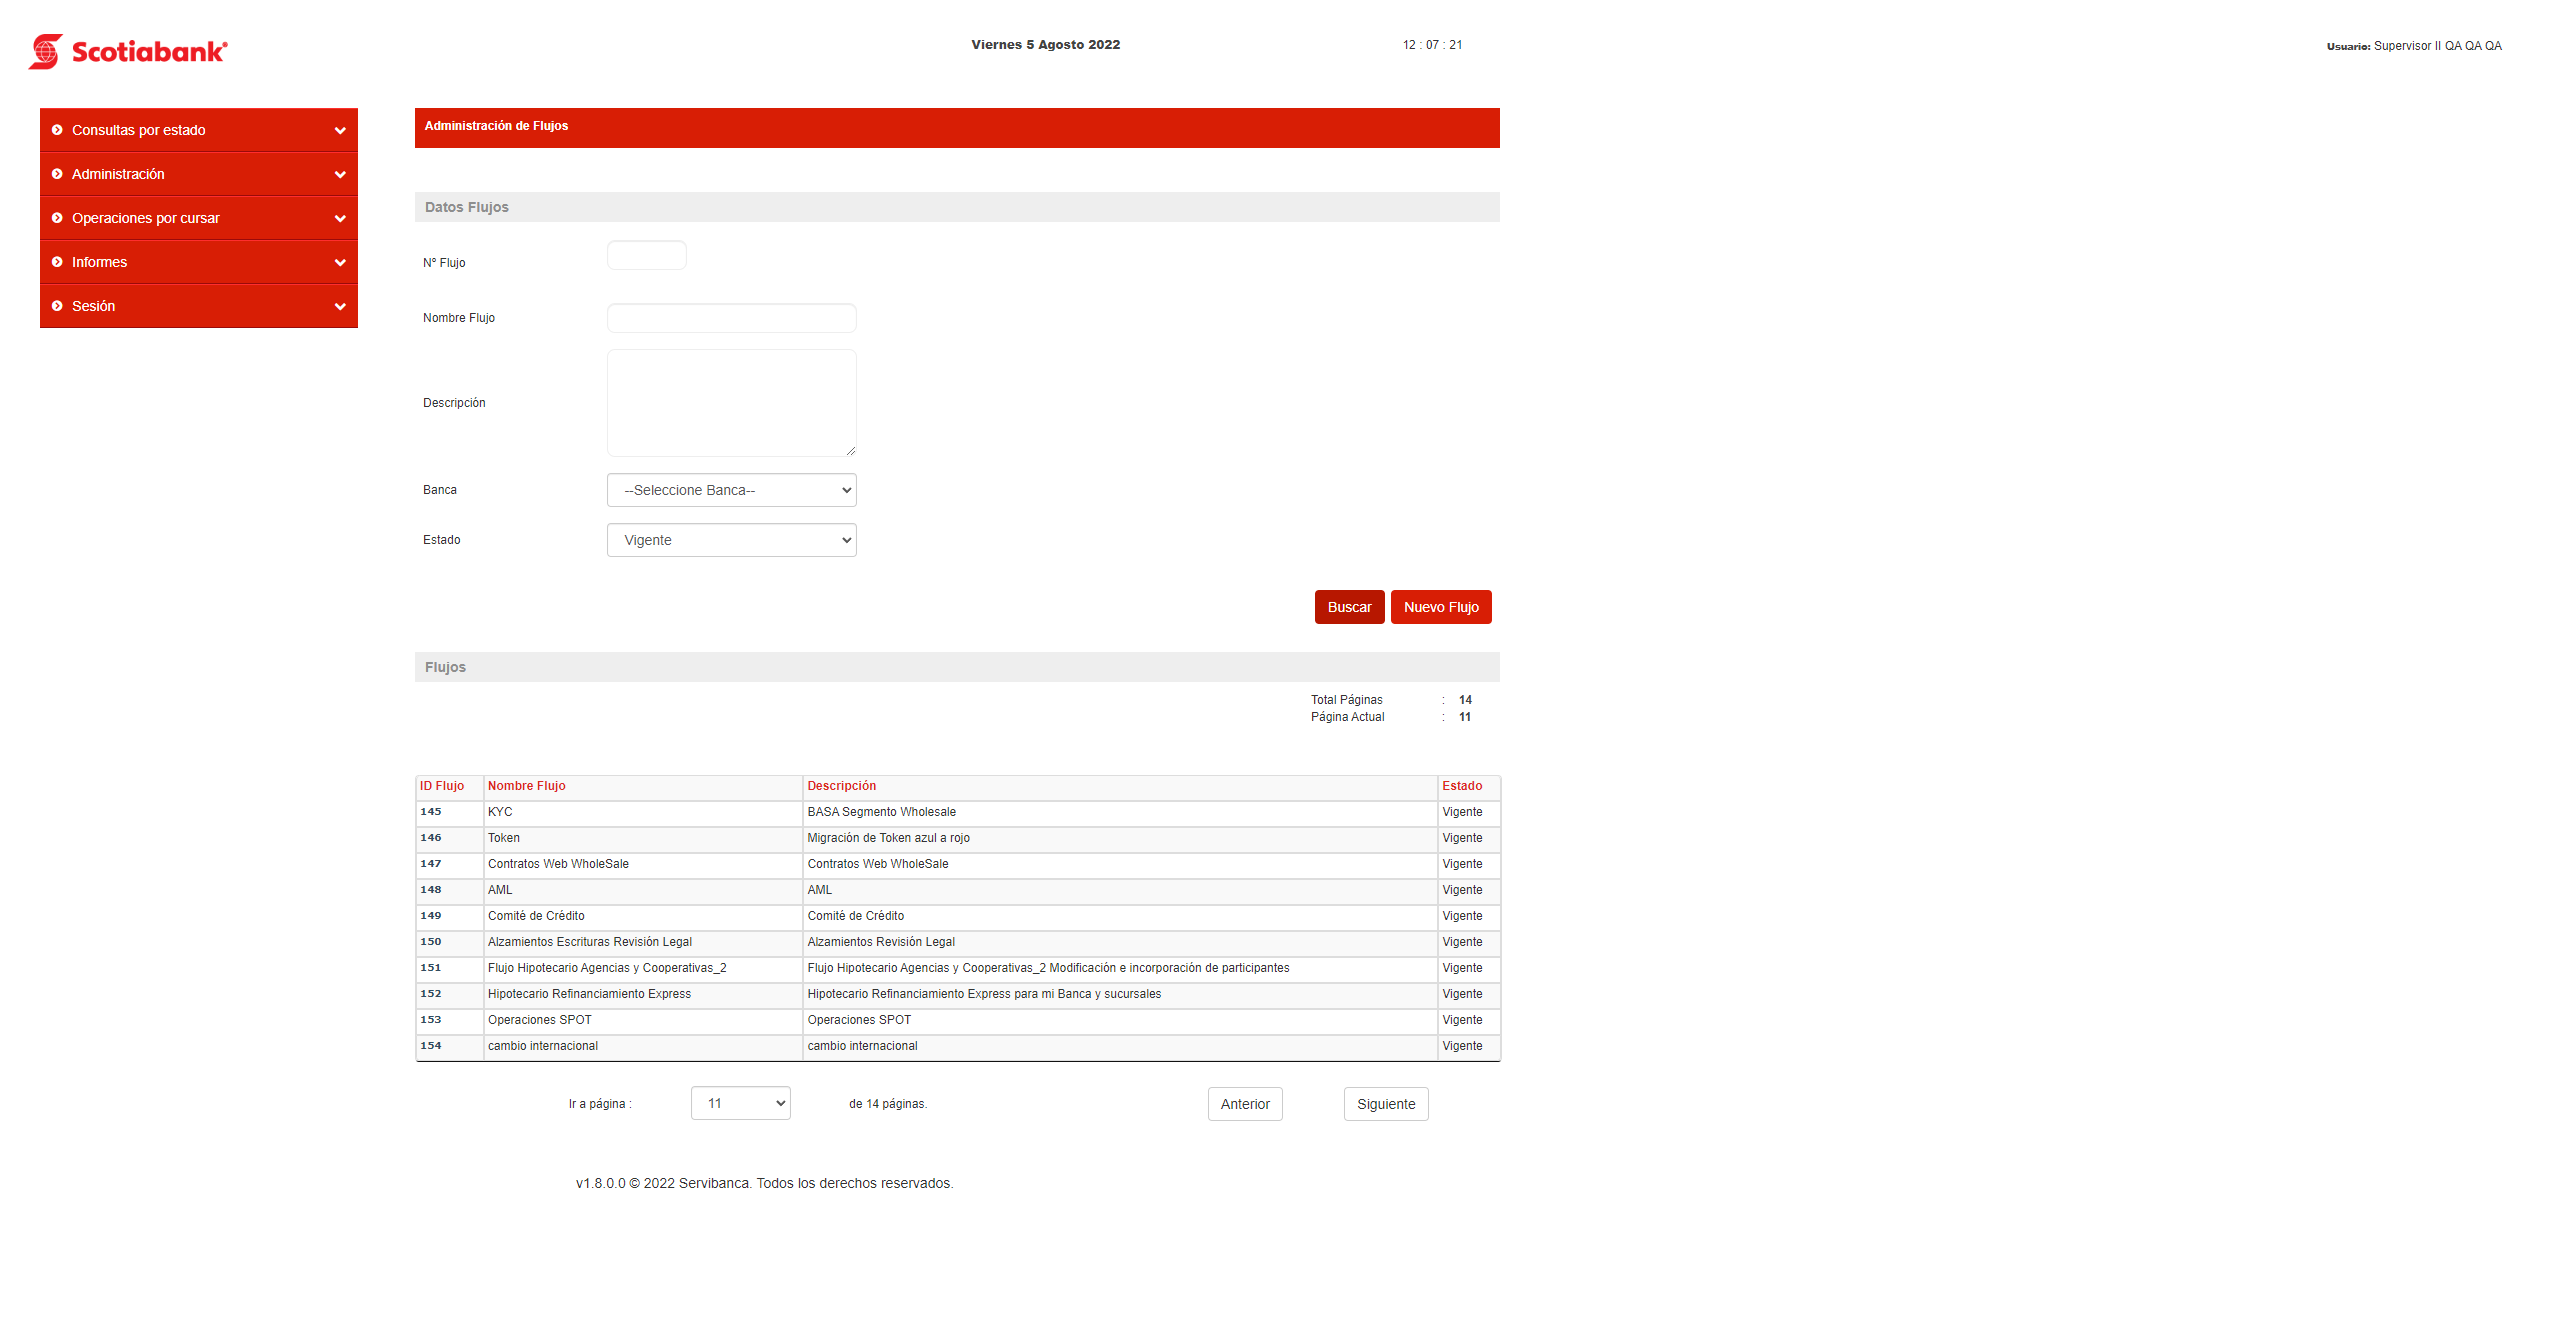 Scotiabank®
Viernes 5 Agosto 2022
12 : 07 : 21
Usuario: Supervisor II QA QA QA
Consultas por estado
Administración
Operaciones por cursar
Informes
Sesión
Administración de Flujos
Datos Flujos
Nº Flujo
Nombre Flujo
Descripción
Banca --Seleccione Banca--
Estado Vigente
Buscar Nuevo Flujo
Flujos
Total Páginas : 14
Página Actual : 11
ID Flujo Nombre Flujo Descripción Estado
145 KYC BASA Segmento Wholesale Vigente
146 Token Migración de Token azul a rojo Vigente
147 Contratos Web WholeSale Contratos Web WholeSale Vigente
148 AML AML Vigente
149 Comité de Crédito Comité de Crédito Vigente
150 Alzamientos Escrituras Revisión Legal Alzamientos Revisión Legal Vigente
151 Flujo Hipotecario Agencias y Cooperativas_2 Flujo Hipotecario Agencias y Cooperativas_2 Modificación e incorporación de participantes Vigente
152 Hipotecario Refinanciamiento Express Hipotecario Refinanciamiento Express para mi Banca y sucursales Vigente
153 Operaciones SPOT Operaciones SPOT Vigente
154 cambio internacional cambio internacional Vigente
Ir a página : 11 de 14 páginas. Anterior Siguiente
v1.8.0.0 © 2022 Servibanca. Todos los derechos reservados.